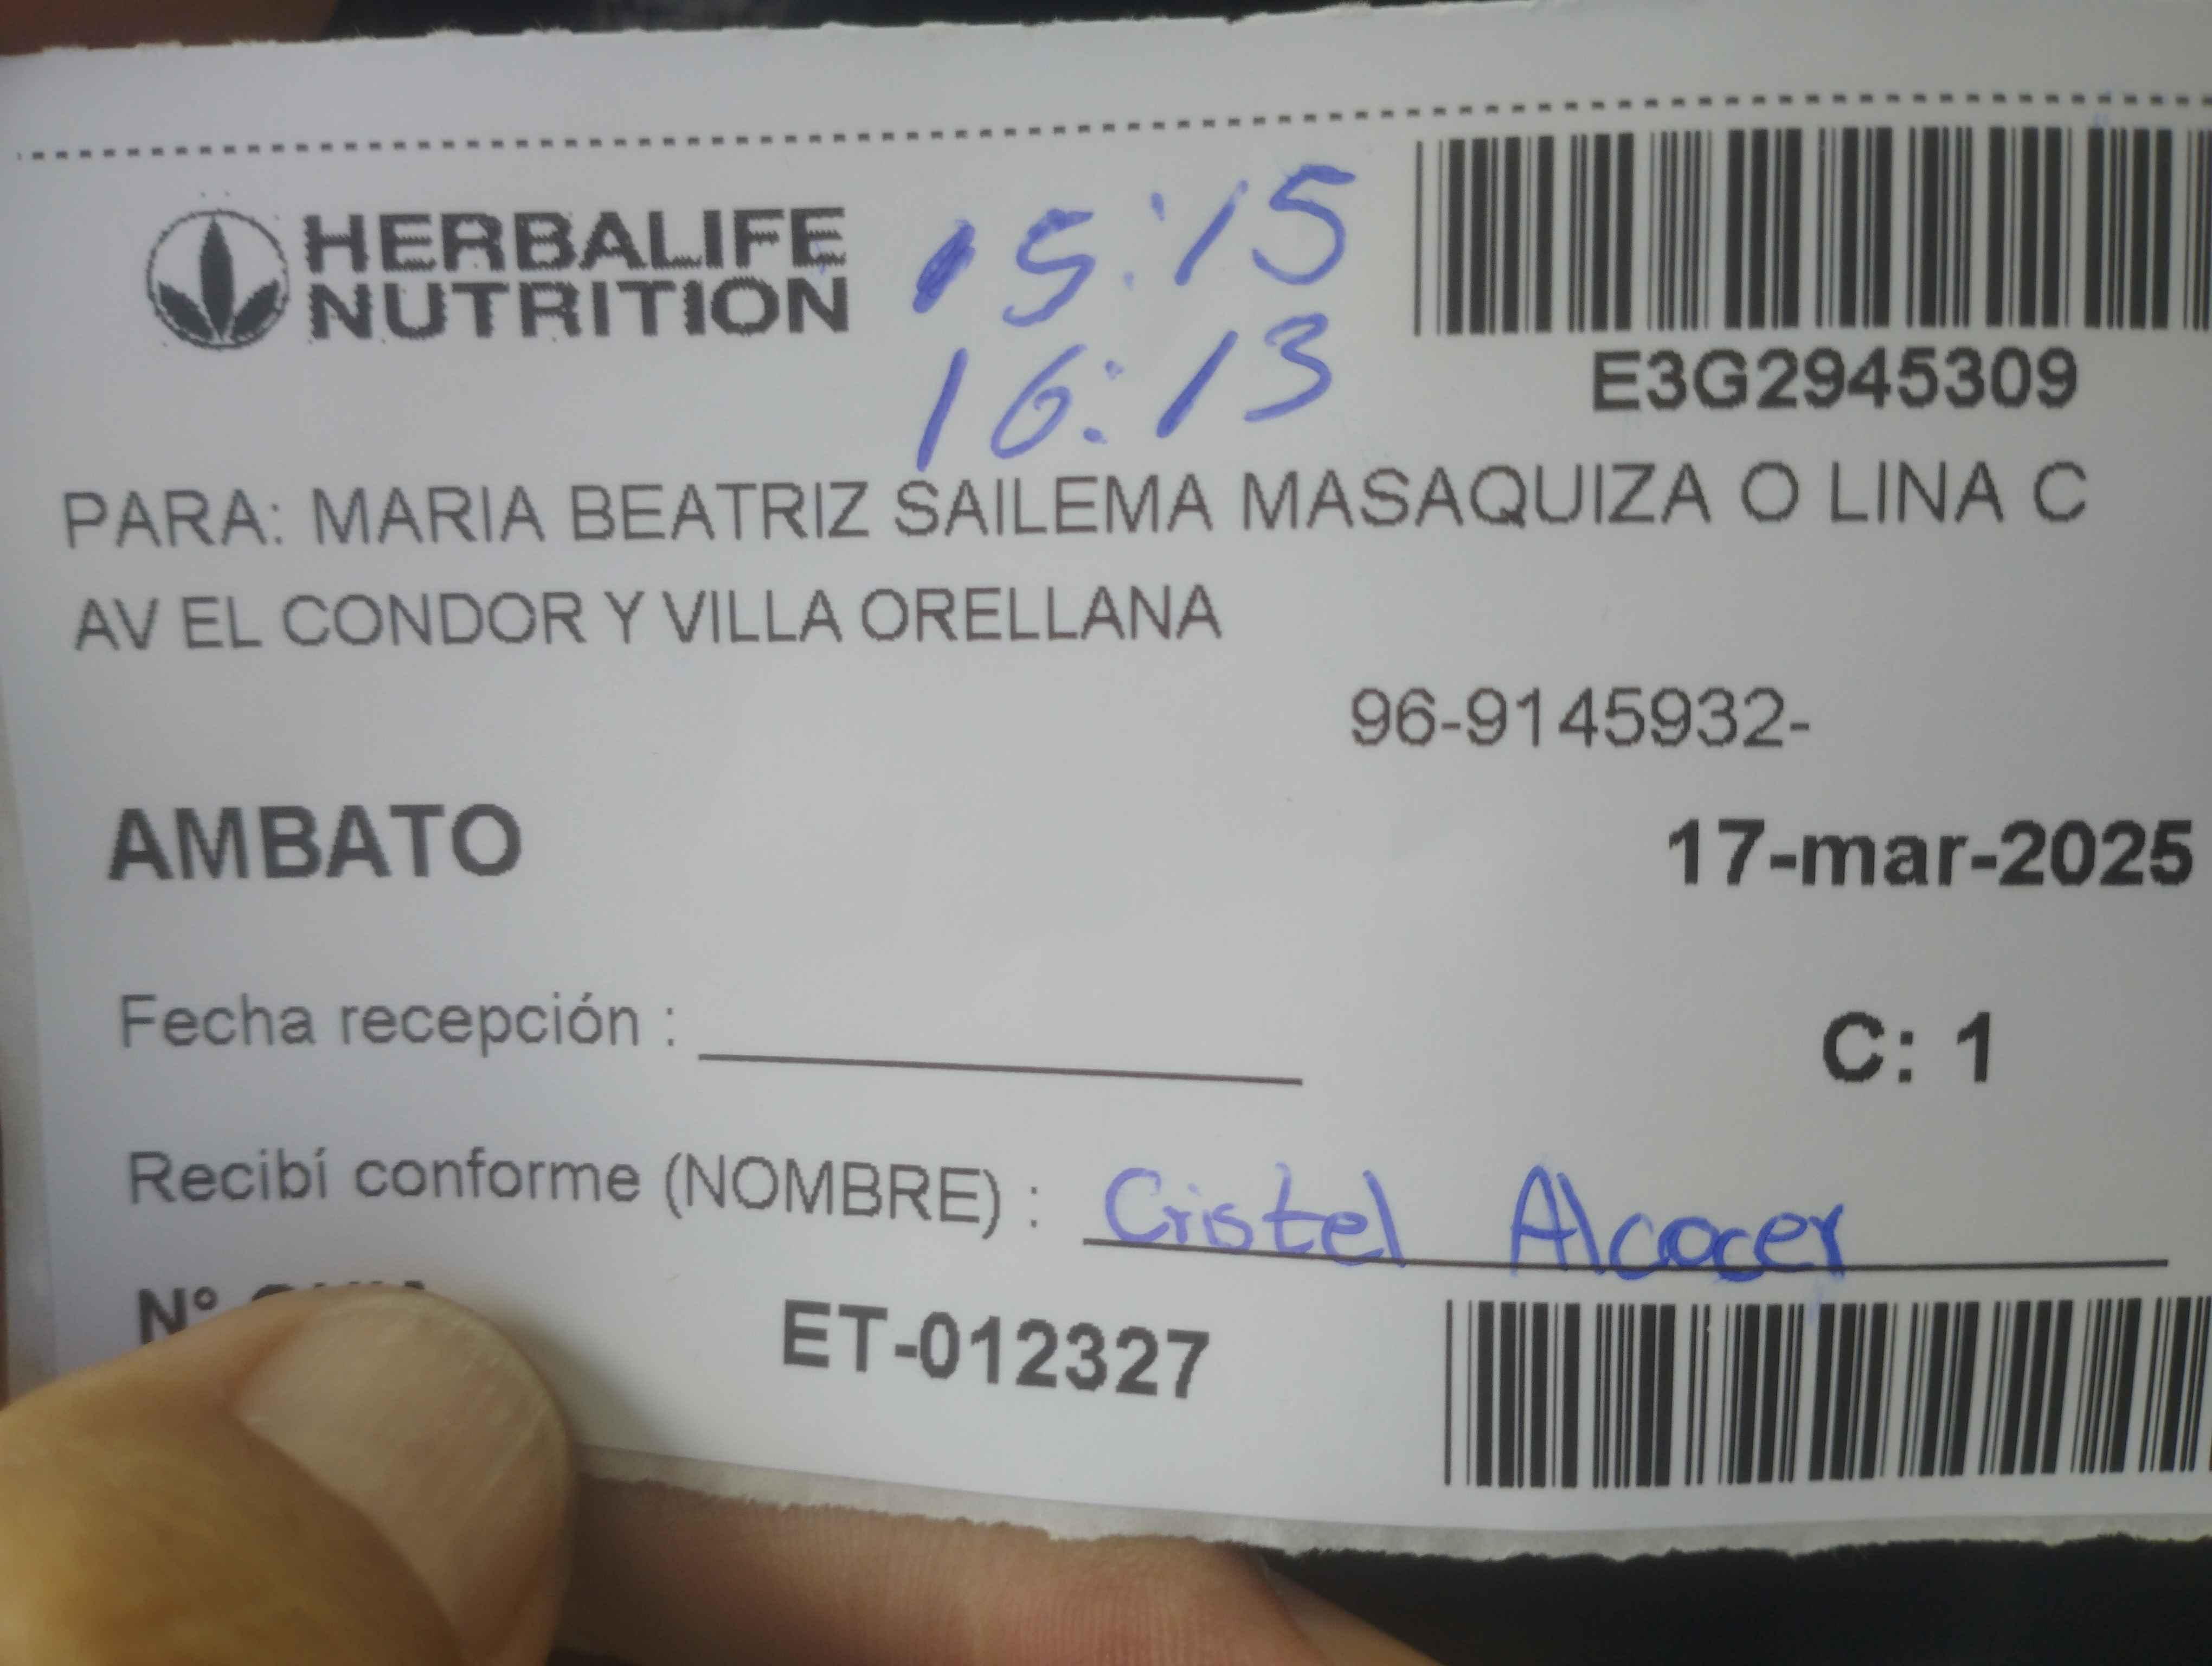 HERBALIFE
NUTRITION
15:15
16:13
E3G2945309
PARA: MARIA BEATRIZ SAILEMA MASAQUIZA O LINA C
AV EL CONDOR Y VILLA ORELLANA
96-9145932-
AMBATO
17-mar-2025
Fecha recepción :
C: 1
Recibí conforme (NOMBRE) : Cristel Alcocer
N°
ET-012327